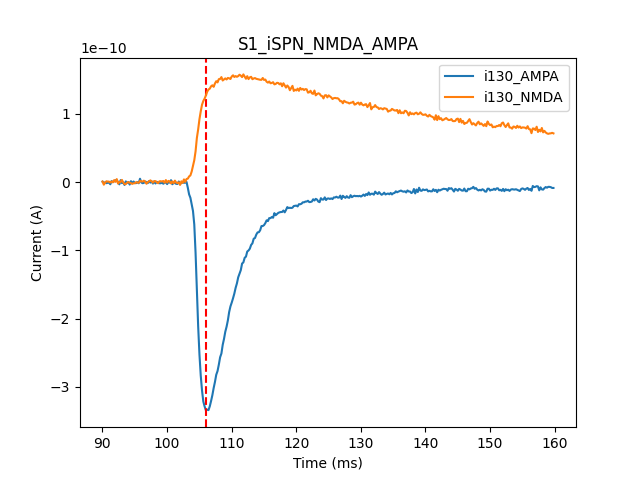 S1_iSPN_NMDA_AMPA
1e−10
i130_AMPA
i130_NMDA
1
0
−1
−2
−3
Current (A)
90 100 110 120 130 140 150 160
Time (ms)